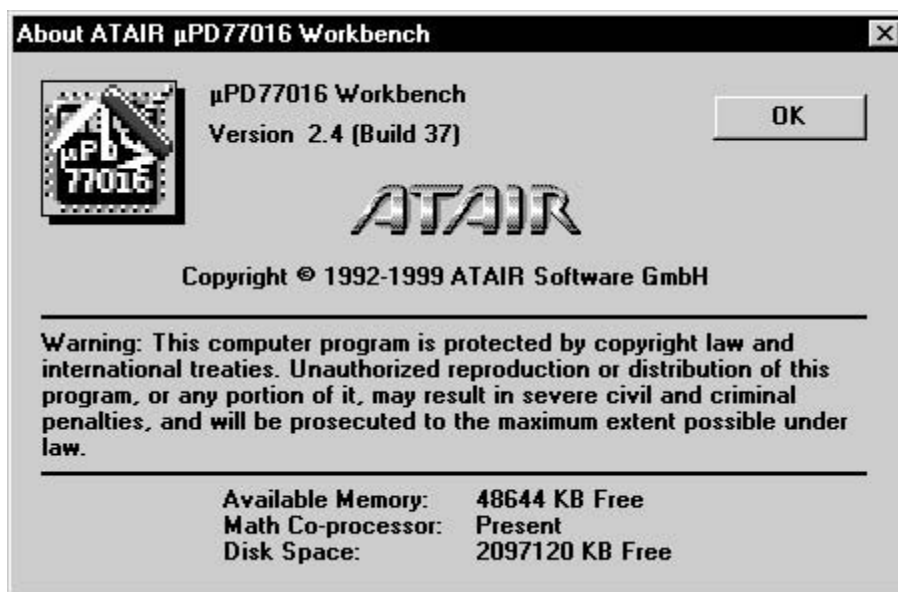 About ATAIR µPD77016 Workbench
µPD77016 Workbench
OK
Version 2.4 (Build 37)
µPD
77016
ATAIR
Copyright © 1992-1999 ATAIR Software GmbH
Warning: This computer program is protected by copyright law and
international treaties. Unauthorized reproduction or distribution of this
program, or any portion of it, may result in severe civil and criminal
penalties, and will be prosecuted to the maximum extent possible under
law.
Available Memory: 48644 KB Free
Math Co-processor: Present
Disk Space: 2097120 KB Free